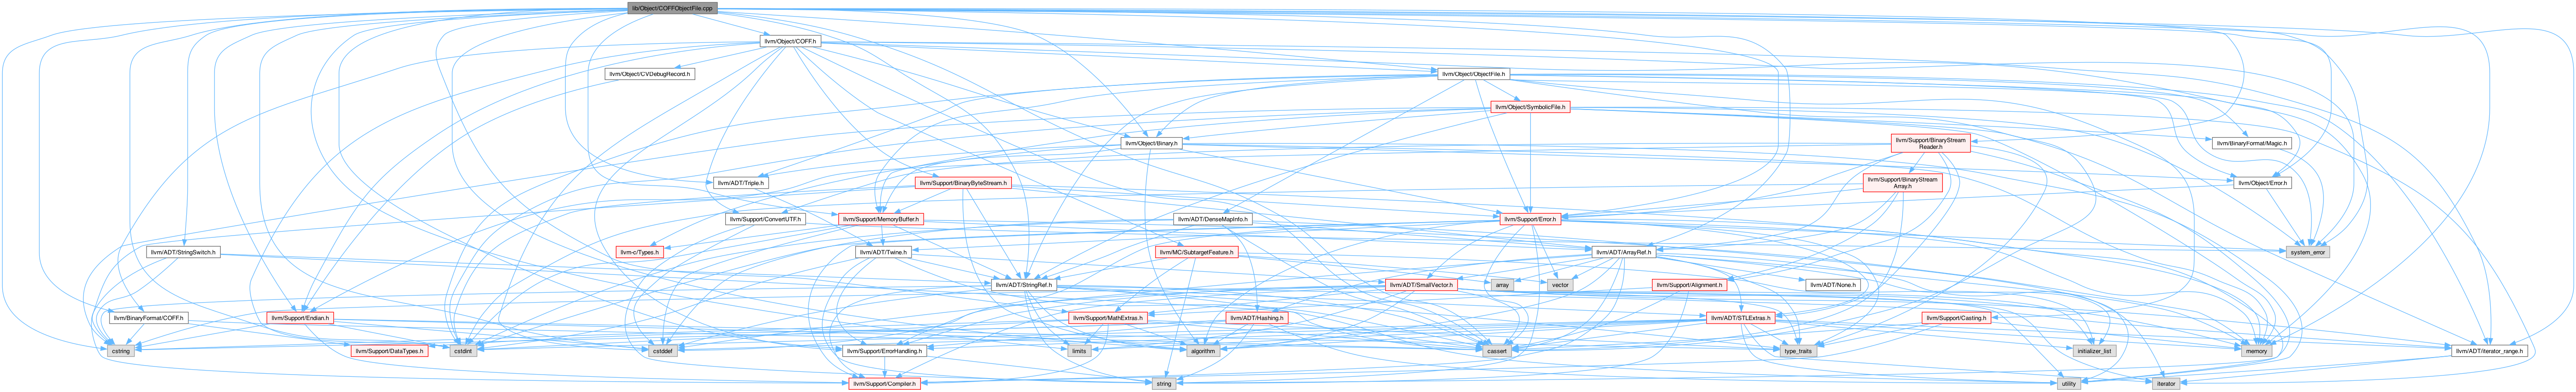 lib/Object/COFFObjectFile.cpp
llvm/Object/COFF.h
llvm/Object/CVDebugRecord.h
llvm/Object/ObjectFile.h
llvm/Object/SymbolicFile.h
llvm/Object/Binary.h
llvm/Support/BinaryStream
Reader.h
llvm/BinaryFormat/Magic.h
llvm/ADT/Triple.h
llvm/Support/BinaryByteStream.h
llvm/Support/BinaryStream
Array.h
llvm/Object/Error.h
llvm/Support/ConvertUTF.h
llvm/Support/MemoryBuffer.h
llvm/ADT/DenseMapInfo.h
llvm/Support/Error.h
llvm/ADT/StringSwitch.h
llvm-c/Types.h
llvm/ADT/Twine.h
llvm/MC/SubtargetFeature.h
llvm/ADT/ArrayRef.h
system_error
llvm/ADT/StringRef.h
array
vector
llvm/ADT/SmallVector.h
llvm/Support/Alignment.h
llvm/ADT/None.h
llvm/BinaryFormat/COFF.h
llvm/Support/Endian.h
llvm/Support/MathExtras.h
llvm/ADT/Hashing.h
llvm/ADT/STLExtras.h
llvm/Support/Casting.h
cstring
llvm/Support/DataTypes.h
cstdint
cstddef
llvm/Support/ErrorHandling.h
limits
algorithm
cassert
type_traits
initializer_list
memory
llvm/ADT/iterator_range.h
llvm/Support/Compiler.h
string
utility
iterator